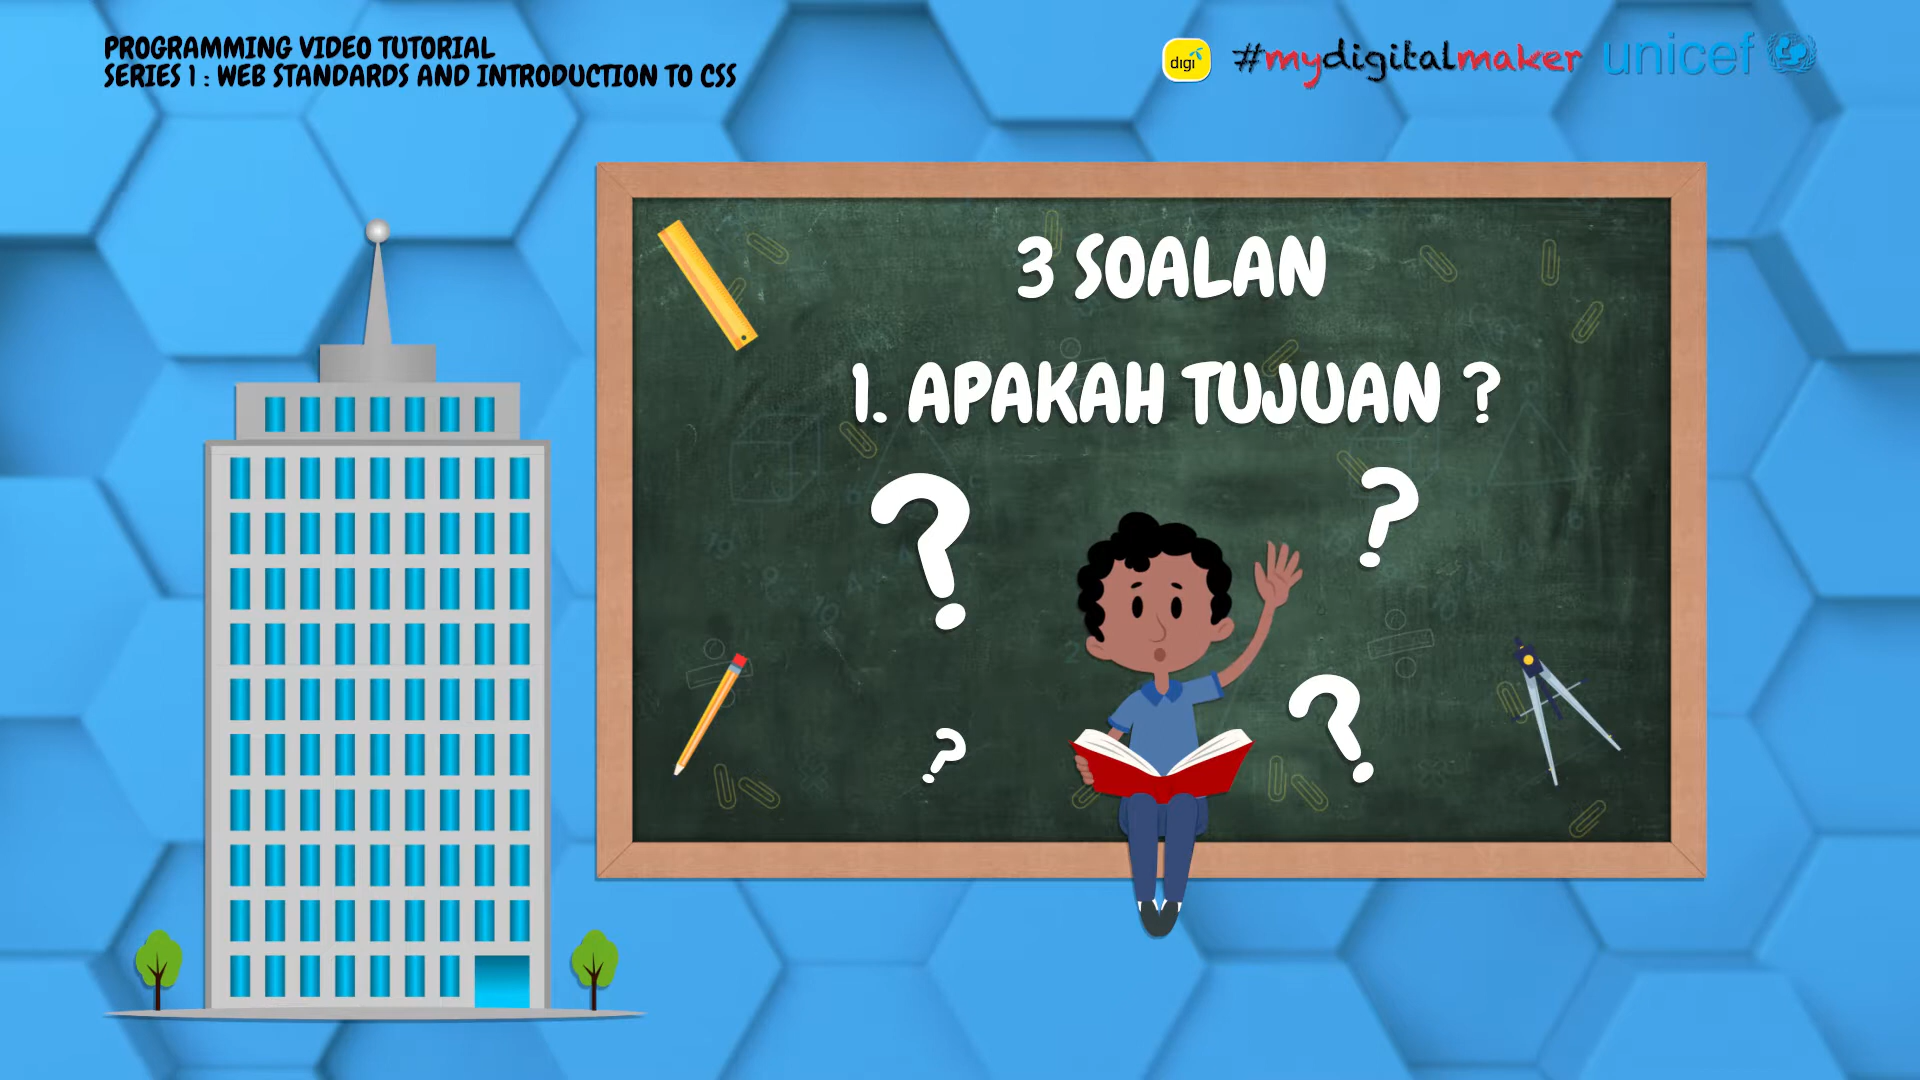 PROGRAMMING VIDEO TUTORIAL
SERIES 1 : WEB STANDARDS AND INTRODUCTION TO CSS
digi
#mydigitalmaker
unicef
3 SOALAN
1. APAKAH TUJUAN ?
?
?
?
?